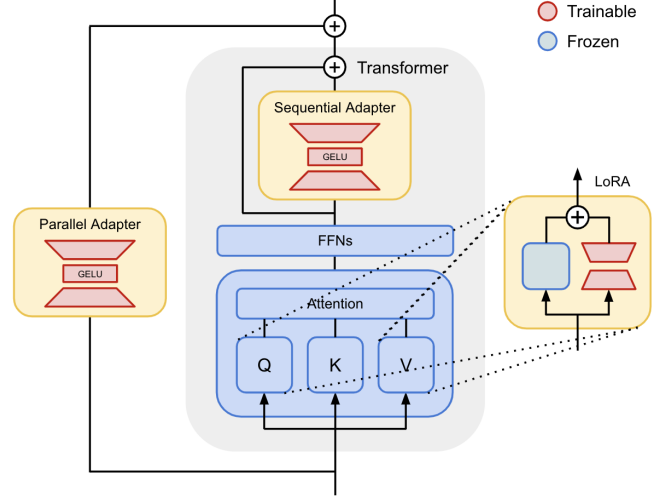 Trainable
Frozen
Transformer
Sequential Adapter
GELU
LoRA
Parallel Adapter
GELU
FFNs
Attention
Q
K
V